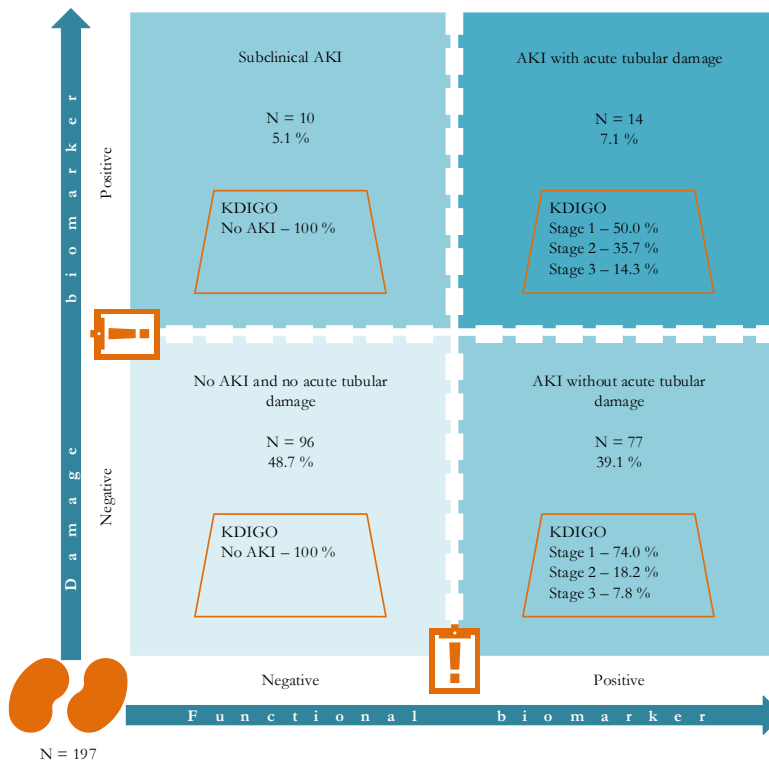 Subclinical AKI
N = 10
5.1 %
KDIGO
No AKI – 100 %
AKI with acute tubular damage
N = 14
7.1 %
KDIGO
Stage 1 – 50.0 %
Stage 2 – 35.7 %
Stage 3 – 14.3 %
Positive
Damage biomarker
Negative
No AKI and no acute tubular
damage
N = 96
48.7 %
KDIGO
No AKI – 100 %
AKI without acute tubular
damage
N = 77
39.1 %
KDIGO
Stage 1 – 74.0 %
Stage 2 – 18.2 %
Stage 3 – 7.8 %
Negative
Positive
Functional biomarker
N = 197